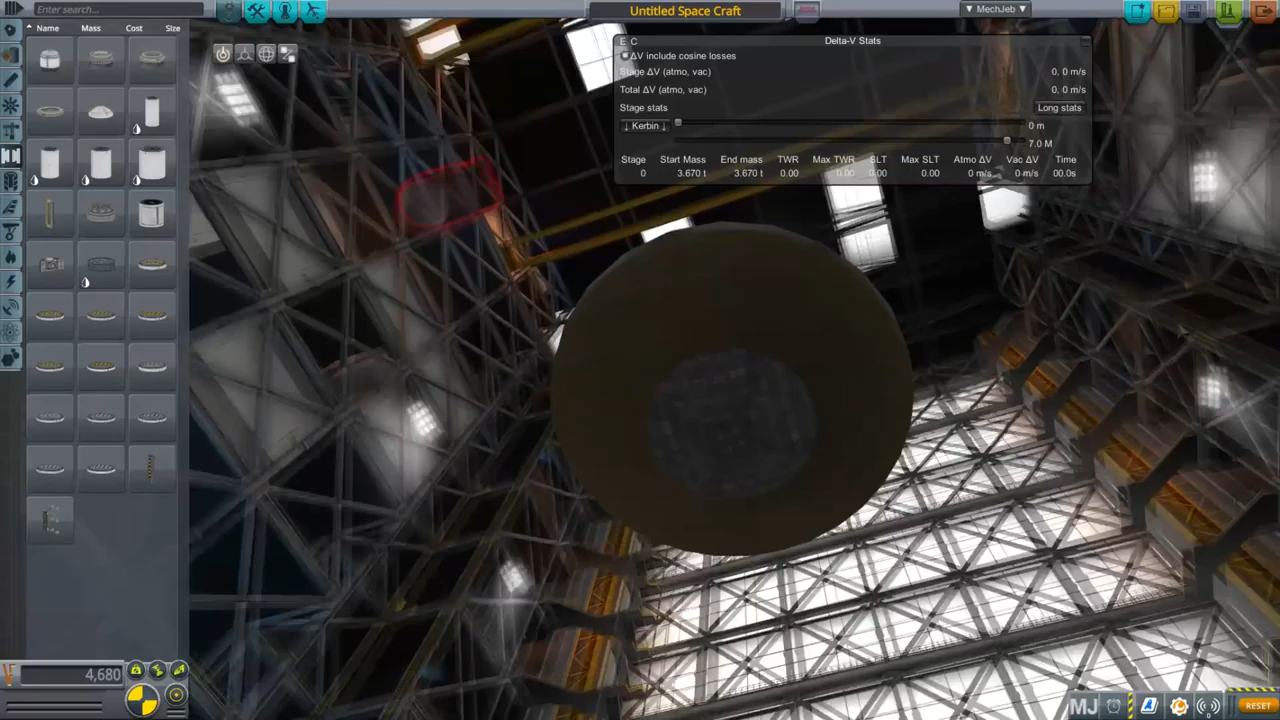 Enter search...
Untitled Space Craft
▼ MechJeb ▼
Name Mass Cost Size
E C Delta-V Stats
ΔV include cosine losses
Stage ΔV (atmo, vac) 0, 0 m/s
Total ΔV (atmo, vac) 0, 0 m/s
Stage stats Long stats
↓ Kerbin ↓ 0 m
7.0 M
Stage Start Mass End mass TWR Max TWR SLT Max SLT Atmo ΔV Vac ΔV Time
0 3.670 t 3.670 t 0.00 0.00 0.00 0.00 0 m/s 0 m/s 00.0s
4,680
MJ
RESET